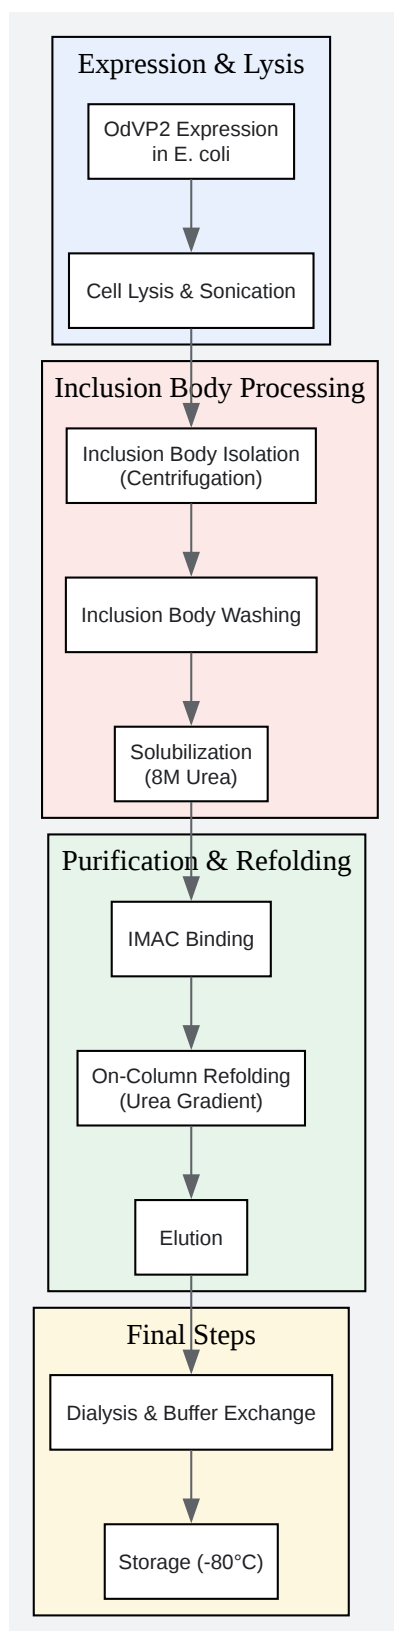 Expression & Lysis
OdVP2 Expression
in E. coli
Cell Lysis & Sonication
Inclusion Body Processing
Inclusion Body Isolation
(Centrifugation)
Inclusion Body Washing
Solubilization
(8M Urea)
Purification & Refolding
IMAC Binding
On-Column Refolding
(Urea Gradient)
Elution
Final Steps
Dialysis & Buffer Exchange
Storage (-80°C)